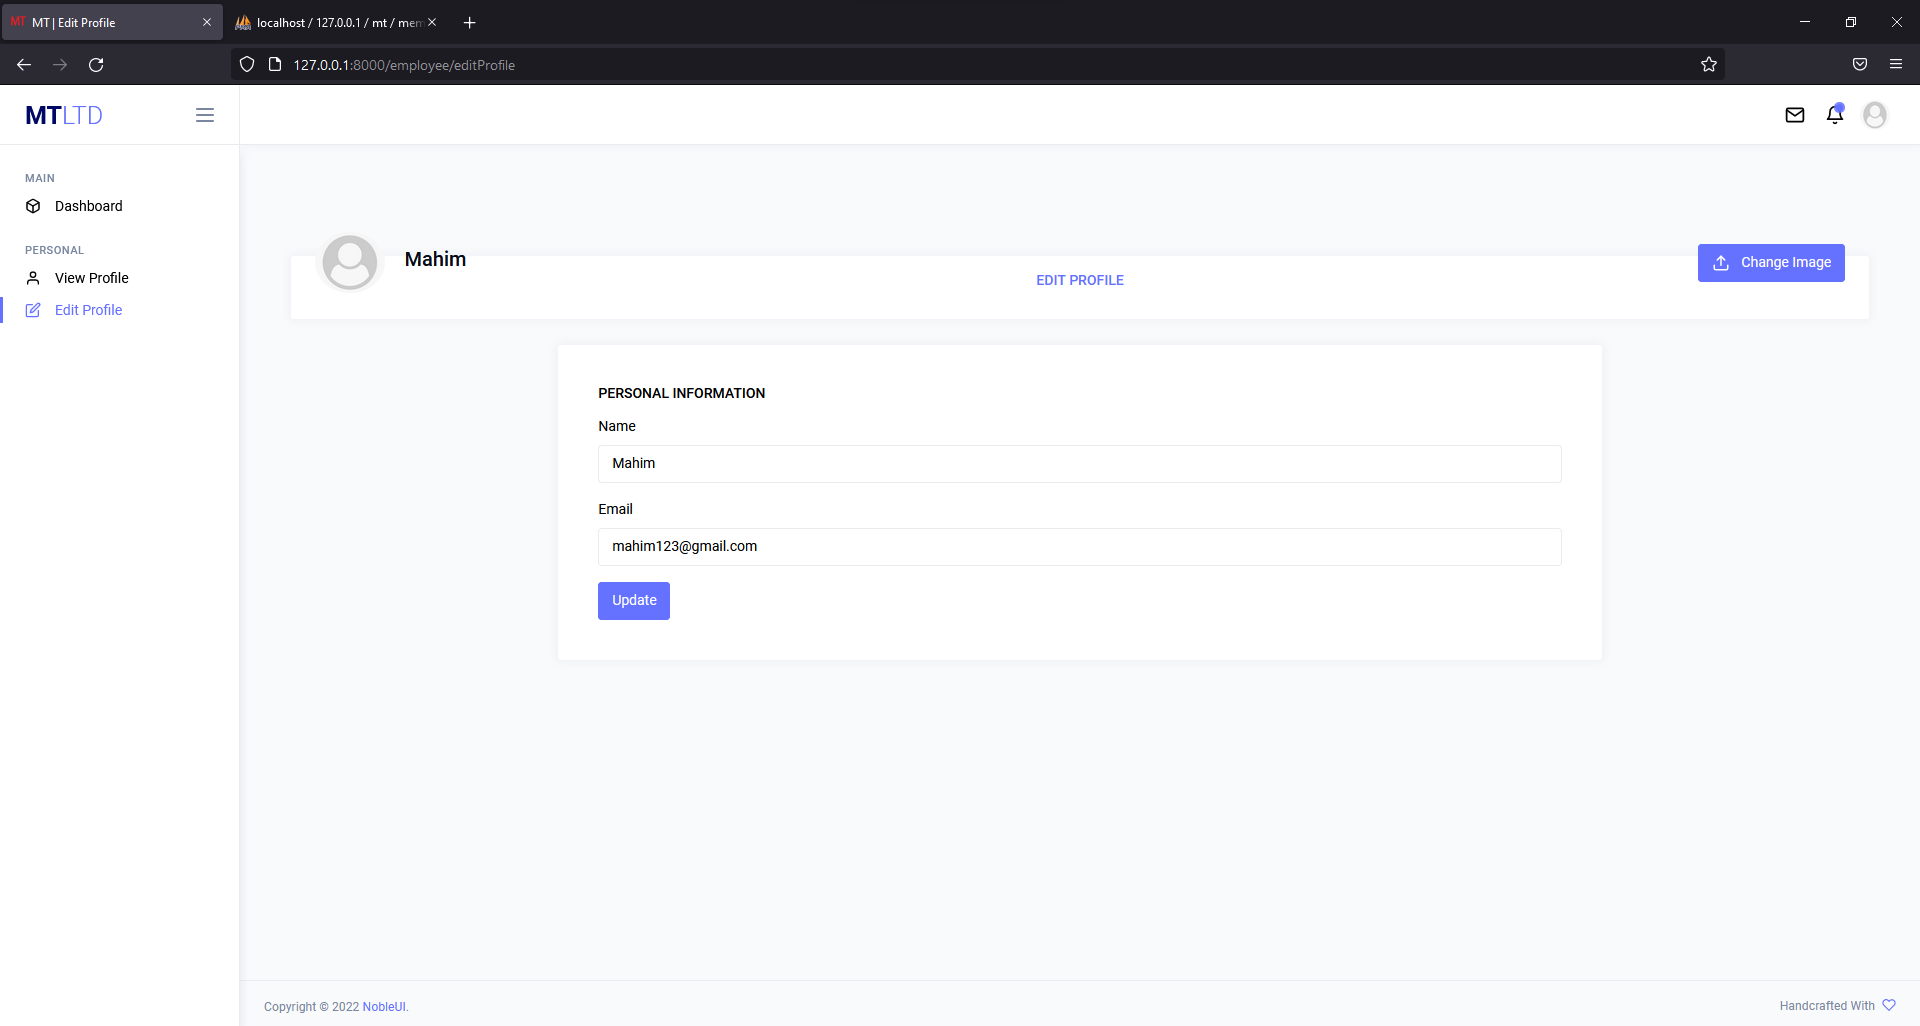 MT | Edit Profile
localhost / 127.0.0.1 / mt / mem
127.0.0.1:8000/employee/editProfile
MTLTD
MAIN
Dashboard
PERSONAL
View Profile
Edit Profile
Mahim
EDIT PROFILE
Change Image
PERSONAL INFORMATION
Name
Mahim
Email
mahim123@gmail.com
Update
Copyright © 2022 NobleUI.
Handcrafted With